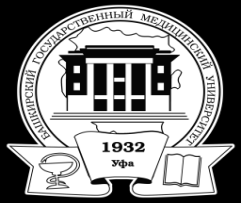 БАШКИРСКИЙ ГОСУДАРСТВЕННЫЙ МЕДИЦИНСКИЙ УНИВЕРСИТЕТ
1932
Уфа